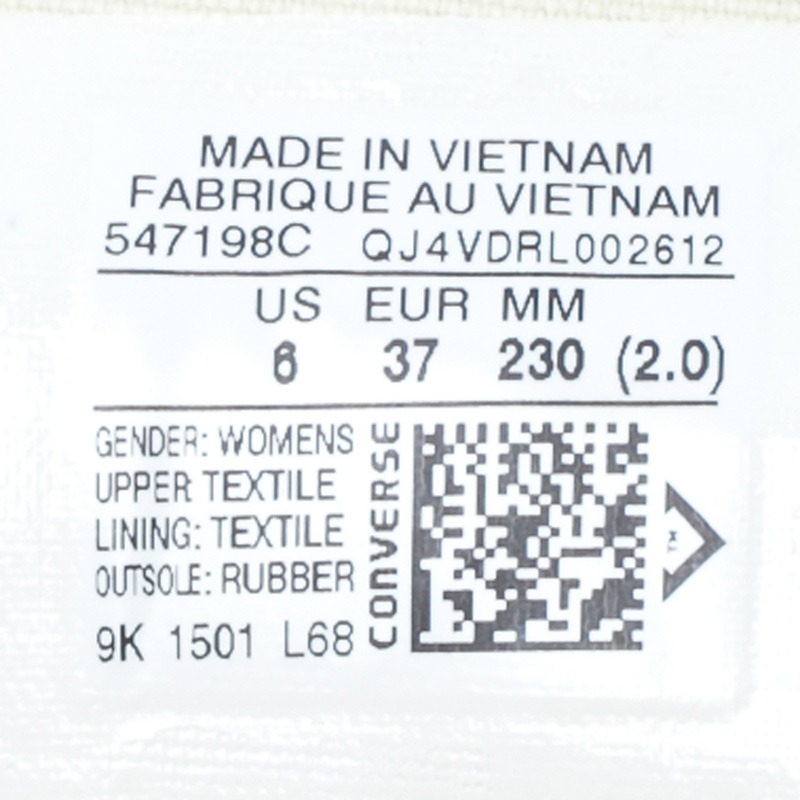 MADE IN VIETNAM
FABRIQUE AU VIETNAM
547198C QJ4VDRL002612
US EUR MM
6 37 230 (2.0)
GENDER: WOMENS
UPPER TEXTILE
LINING: TEXTILE
OUTSOLE: RUBBER
9K 1501 L68
CONVERSE
TM